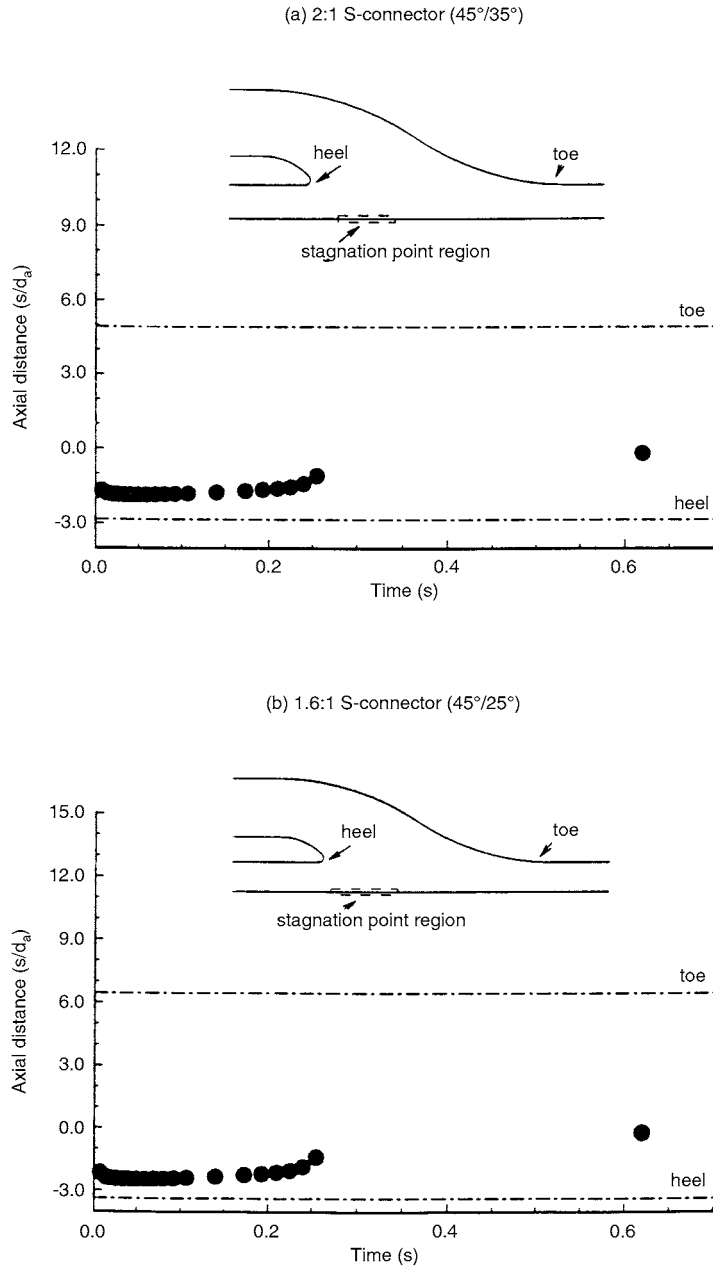 (a) 2:1 S-connector (45°/35°)
12.0
heel
toe
9.0
stagnation point region
6.0
toe
Axial distance (s/da)
3.0
0.0
-3.0
heel
0.0
0.2
0.4
0.6
Time (s)
(b) 1.6:1 S-connector (45°/25°)
15.0
heel
toe
12.0
stagnation point region
9.0
toe
6.0
Axial distance (s/da)
3.0
0.0
-3.0
heel
0.0
0.2
0.4
0.6
Time (s)